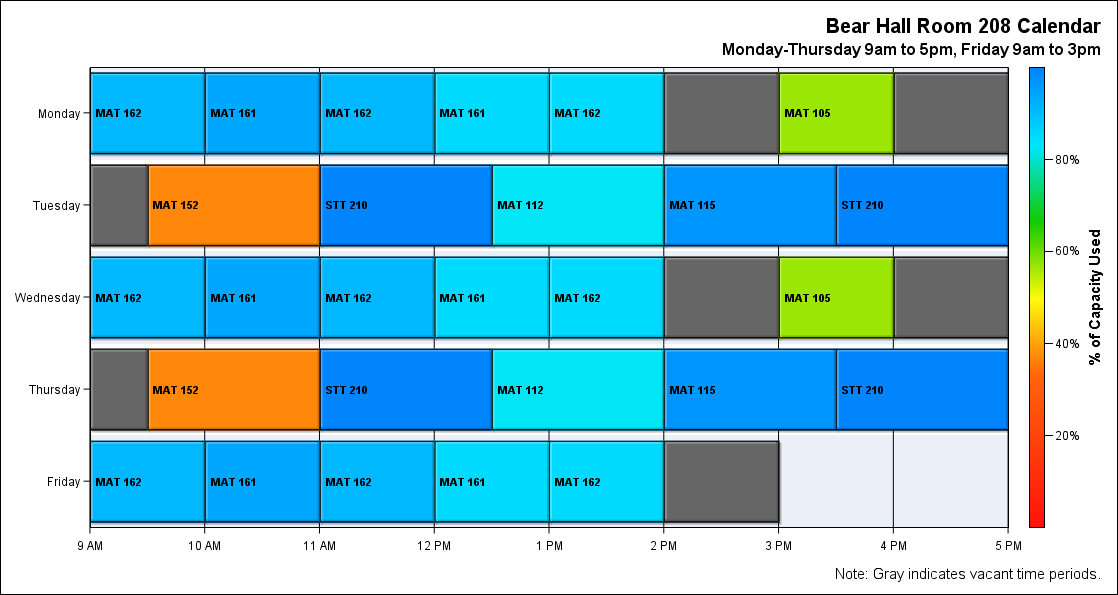 Bear Hall Room 208 Calendar
Monday-Thursday 9am to 5pm, Friday 9am to 3pm
Monday
MAT 162 MAT 161 MAT 162 MAT 161 MAT 162 MAT 105
Tuesday
MAT 152 STT 210 MAT 112 MAT 115 STT 210
Wednesday
MAT 162 MAT 161 MAT 162 MAT 161 MAT 162 MAT 105
Thursday
MAT 152 STT 210 MAT 112 MAT 115 STT 210
Friday
MAT 162 MAT 161 MAT 162 MAT 161 MAT 162
9 AM 10 AM 11 AM 12 PM 1 PM 2 PM 3 PM 4 PM 5 PM
80%
60%
40%
20%
% of Capacity Used
Note: Gray indicates vacant time periods.